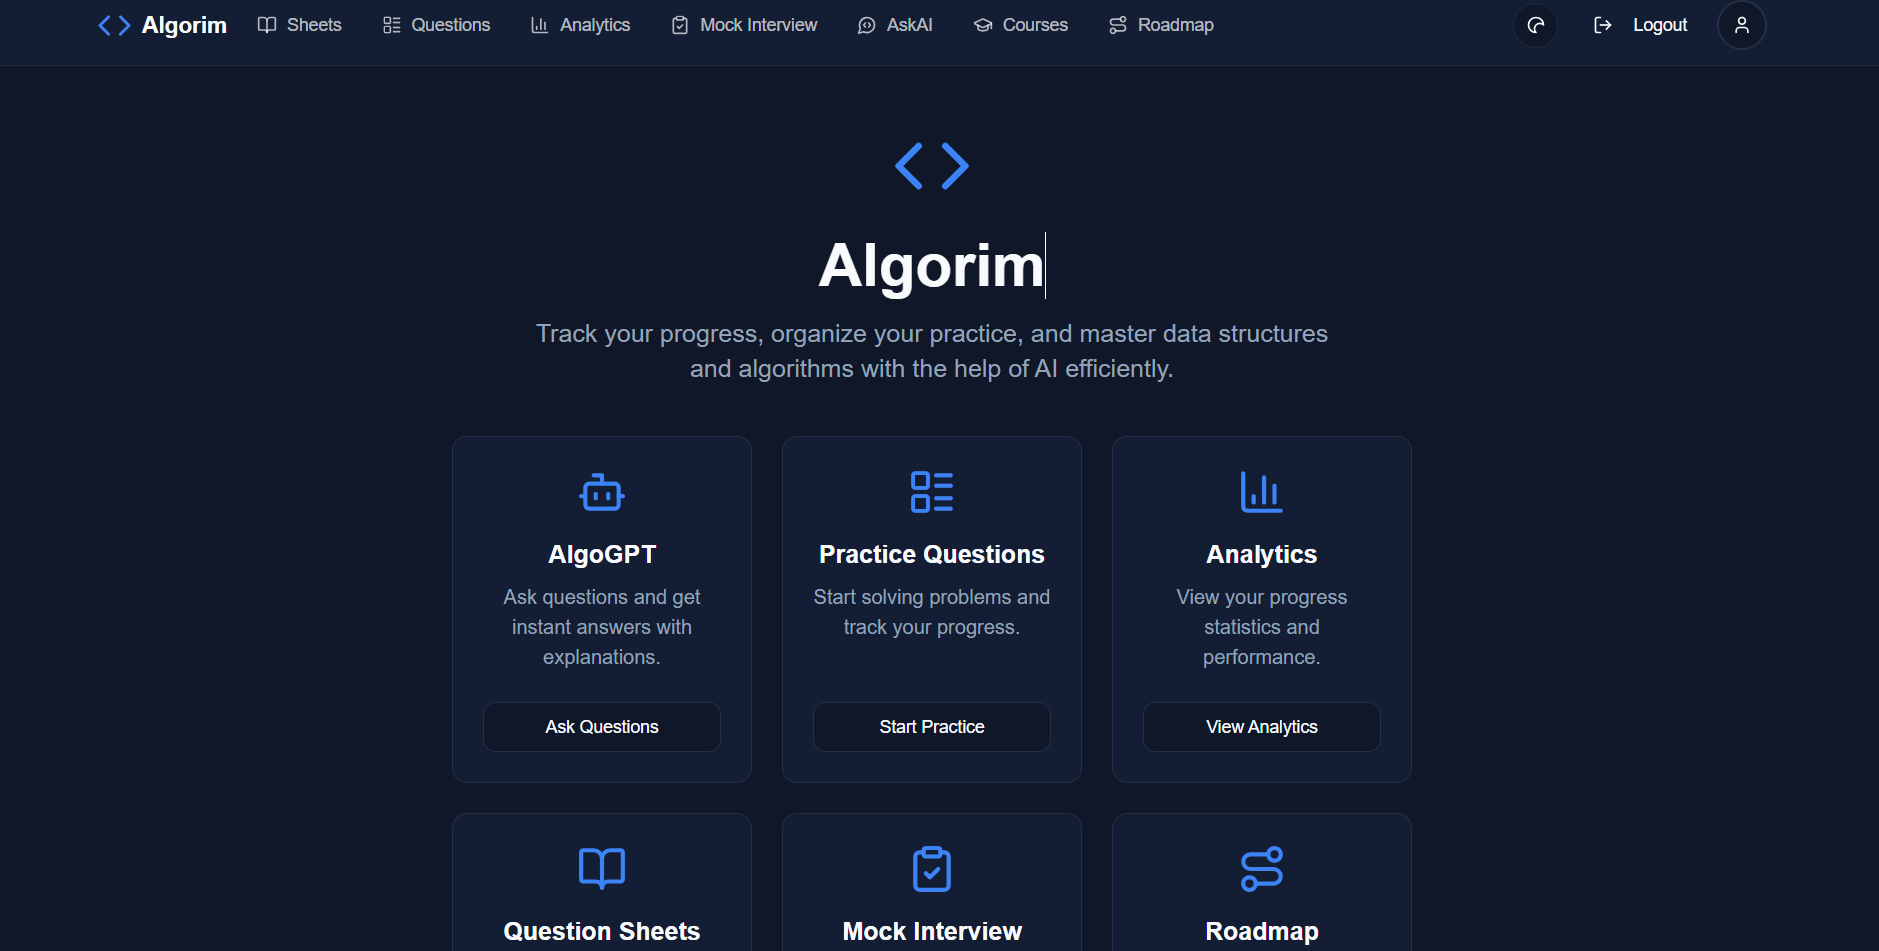 Algorim
Sheets
Questions
Analytics
Mock Interview
AskAI
Courses
Roadmap
Logout
Algorim
Track your progress, organize your practice, and master data structures
and algorithms with the help of AI efficiently.
AlgoGPT
Ask questions and get
instant answers with
explanations.
Ask Questions
Practice Questions
Start solving problems and
track your progress.
Start Practice
Analytics
View your progress
statistics and
performance.
View Analytics
Question Sheets
Mock Interview
Roadmap